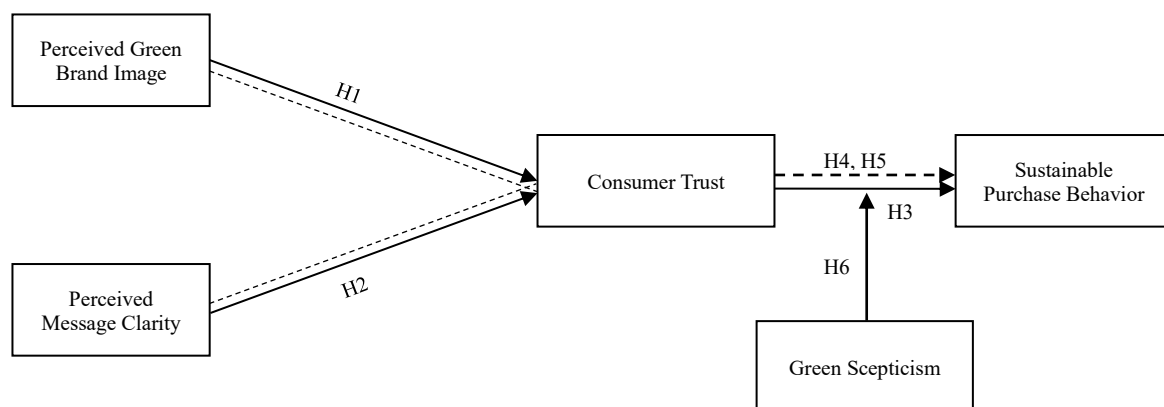 Perceived Green
Brand Image
H1
Consumer Trust
H4, H5
H3
Sustainable
Purchase Behavior
H2
H6
Perceived
Message Clarity
Green Scepticism